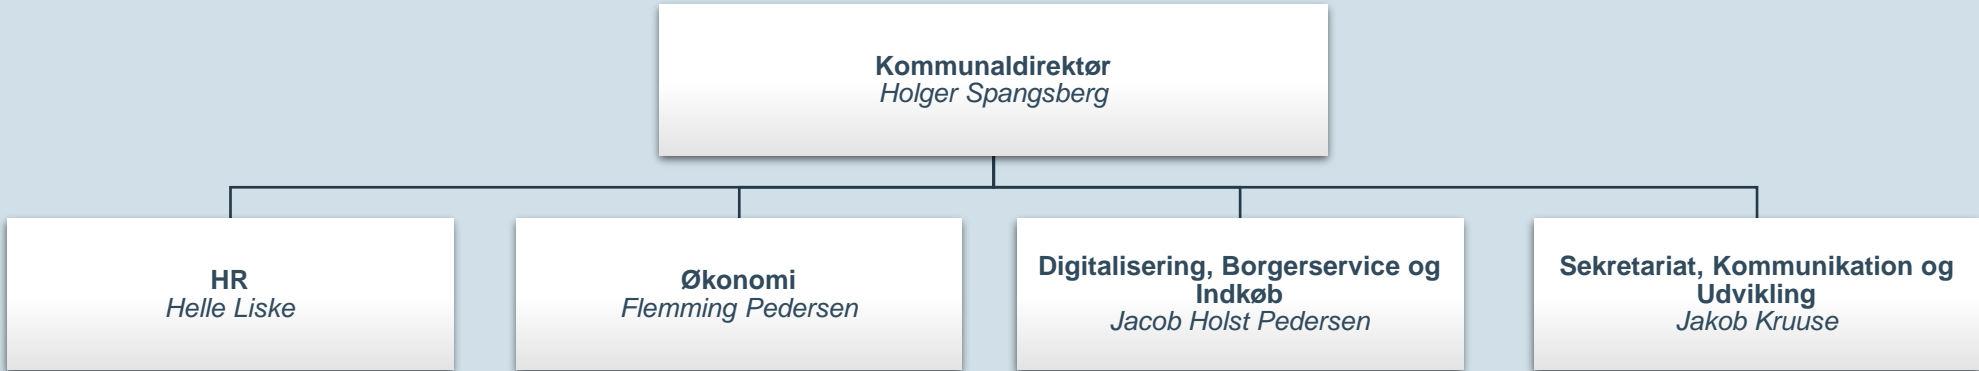 Kommunaldirektør
Holger Spangsberg
HR
Helle Liske
Økonomi
Flemming Pedersen
Digitalisering, Borgerservice og
Indkøb
Jacob Holst Pedersen
Sekretariat, Kommunikation og
Udvikling
Jakob Kruuse